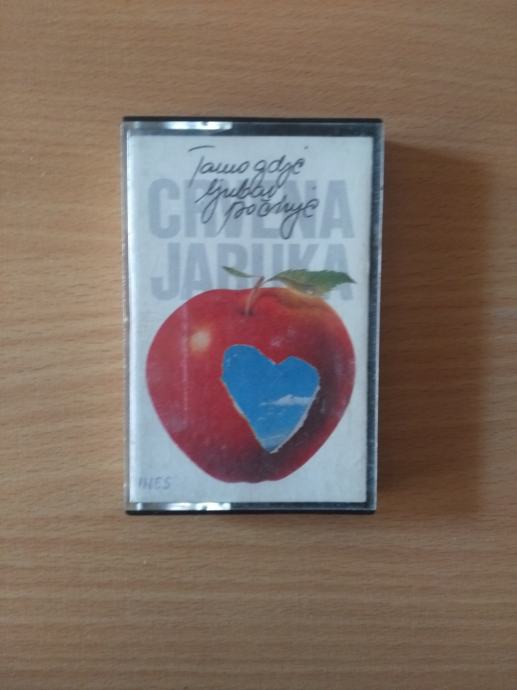 Tamo gdje
ljubav
počinje
CRVENA
JABUKA
INES